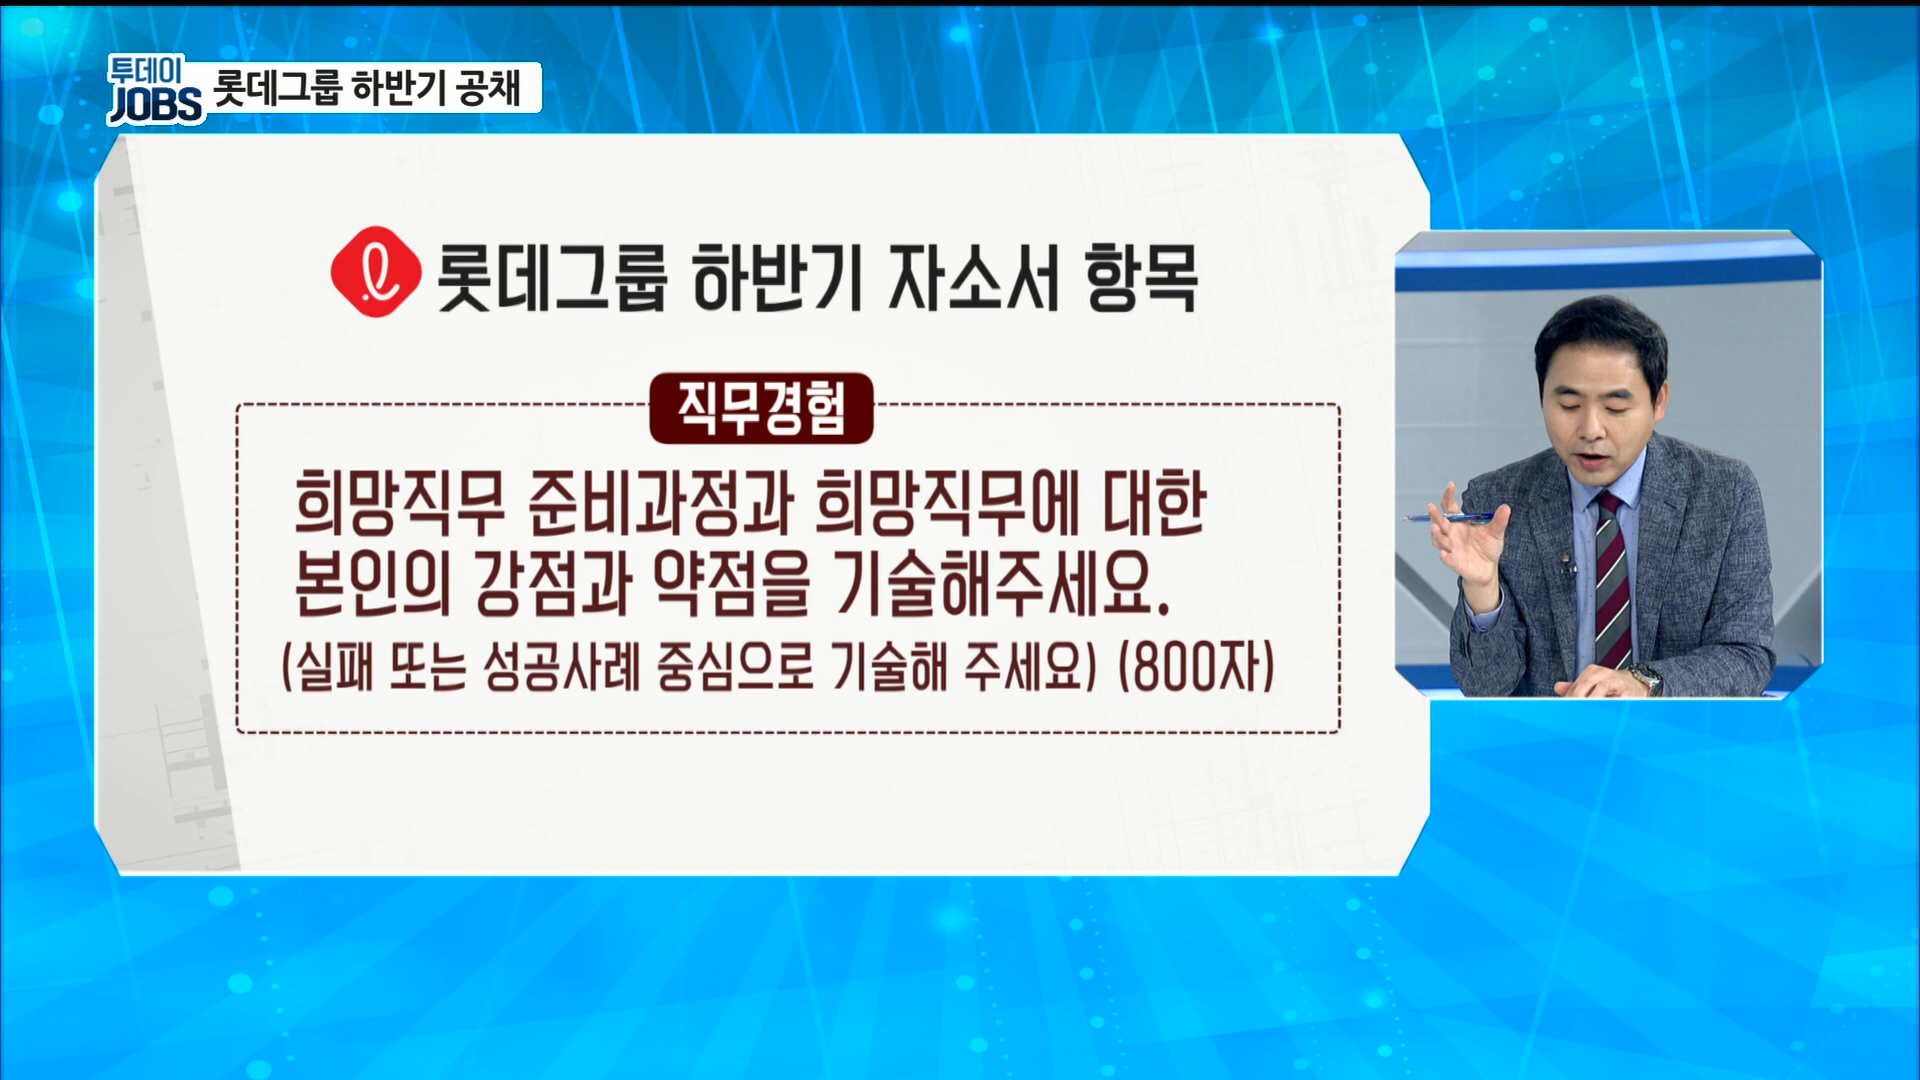 투데이
JOBS
롯데그룹 하반기 공채
롯데그룹 하반기 자소서 항목
직무경험
희망직무 준비과정과 희망직무에 대한
본인의 강점과 약점을 기술해주세요.
(실패 또는 성공사례 중심으로 기술해 주세요) (800자)